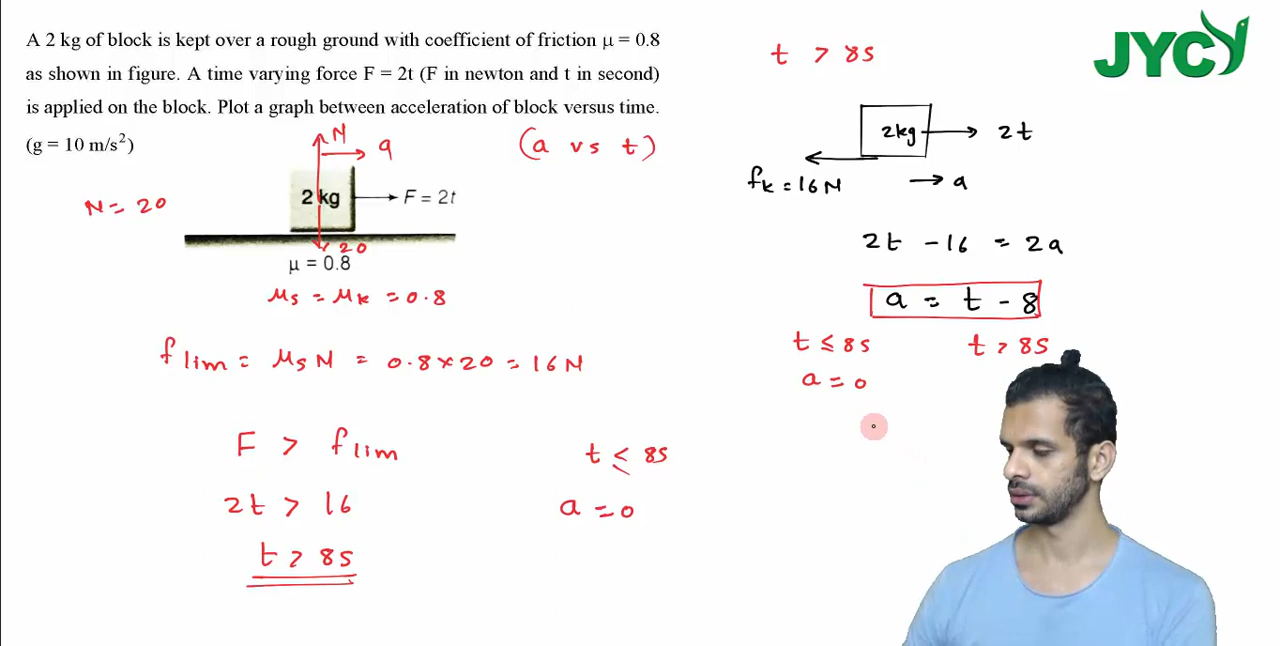 A 2 kg of block is kept over a rough ground with coefficient of friction μ = 0.8
as shown in figure. A time varying force F = 2t (F in newton and t in second)
is applied on the block. Plot a graph between acceleration of block versus time.
(g = 10 m/s²)
(a vs t)
N
a
N = 20
2 kg
F = 2t
20
μ = 0.8
μs = μk = 0.8
f lim = μs N = 0.8 × 20 = 16 N
F > f lim
2t > 16
t > 8s
t ≤ 8s
a = 0
t > 8s
2kg
2t
fk = 16N
a
2t - 16 = 2a
a = t - 8
t ≤ 8s
t > 8s
a = 0
JYC